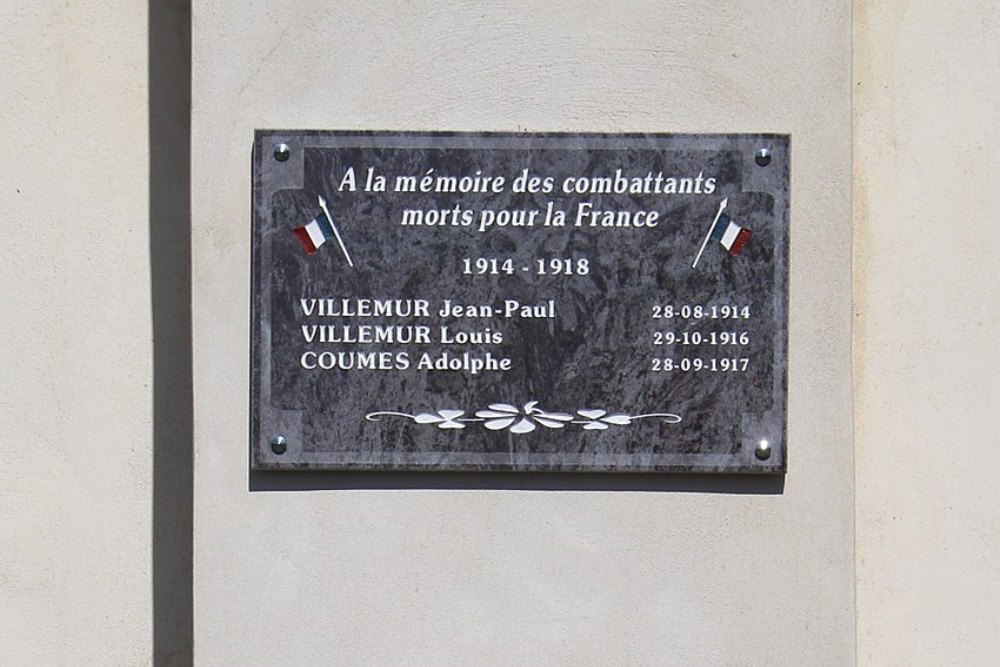 A la mémoire des combattants
morts pour la France
1914 - 1918
VILLEMUR Jean-Paul 28-08-1914
VILLEMUR Louis 29-10-1916
COUMES Adolphe 28-09-1917